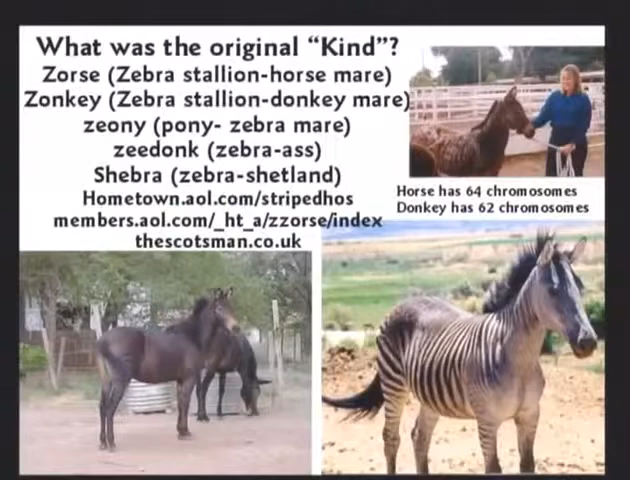 What was the original “Kind”?
Zorse (Zebra stallion-horse mare)
Zonkey (Zebra stallion-donkey mare)
zeony (pony- zebra mare)
zeedonk (zebra-ass)
Shebra (zebra-shetland)
Hometown.aol.com/stripedhos
members.aol.com/_ht_a/zzorse/index
thescotsman.co.uk
Horse has 64 chromosomes
Donkey has 62 chromosomes